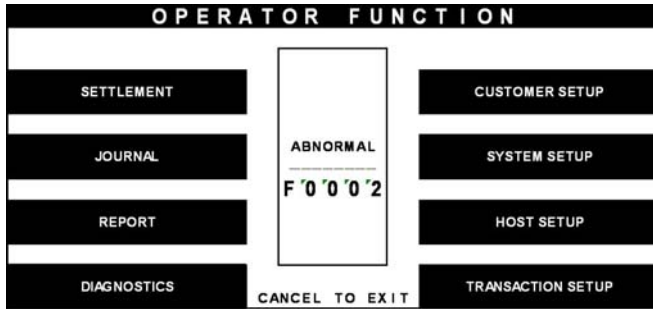 OPERATOR FUNCTION
SETTLEMENT
JOURNAL
REPORT
DIAGNOSTICS
ABNORMAL
F0002
CANCEL TO EXIT
CUSTOMER SETUP
SYSTEM SETUP
HOST SETUP
TRANSACTION SETUP